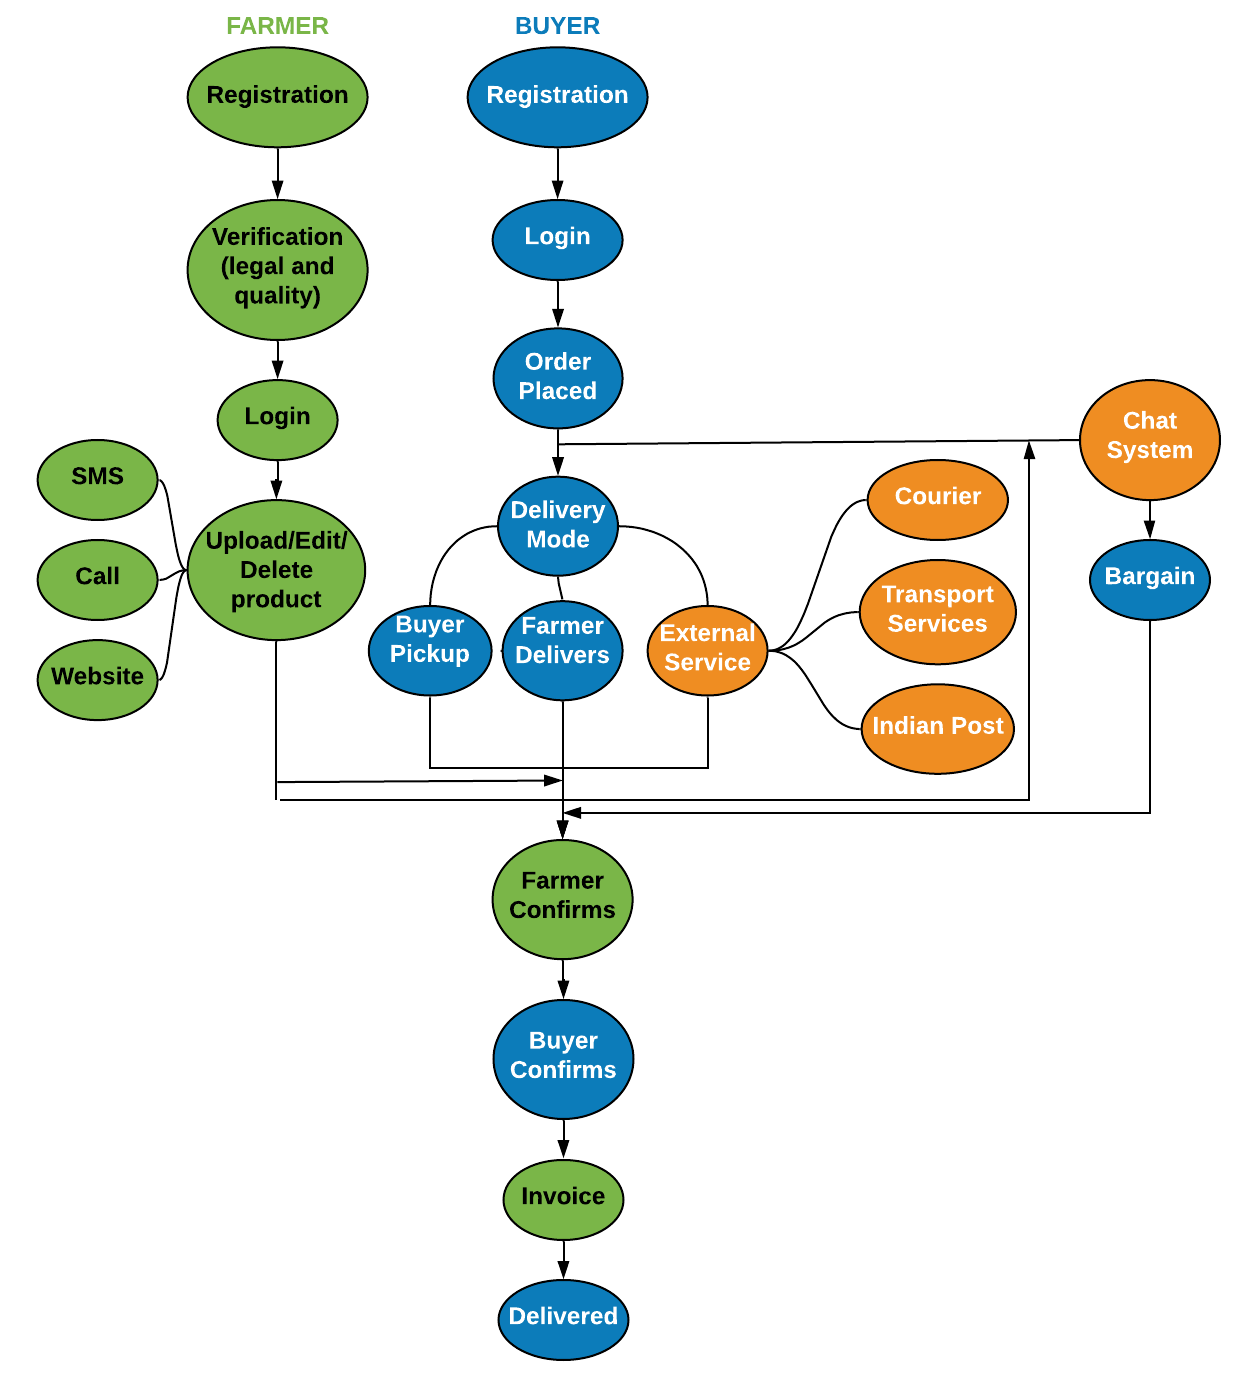 FARMER
BUYER
Registration
Registration
Verification
(legal and
quality)
Login
Order
Placed
Login
Chat
System
SMS
Call
Website
Upload/Edit/
Delete
product
Delivery
Mode
Courier
Transport
Services
Indian Post
Bargain
Buyer
Pickup
Farmer
Delivers
External
Service
Farmer
Confirms
Buyer
Confirms
Invoice
Delivered